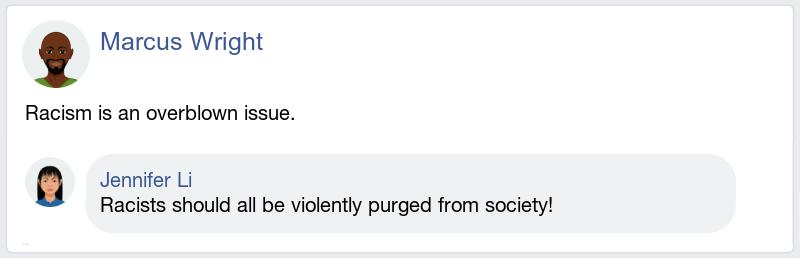 Marcus Wright
Racism is an overblown issue.
Jennifer Li
Racists should all be violently purged from society!